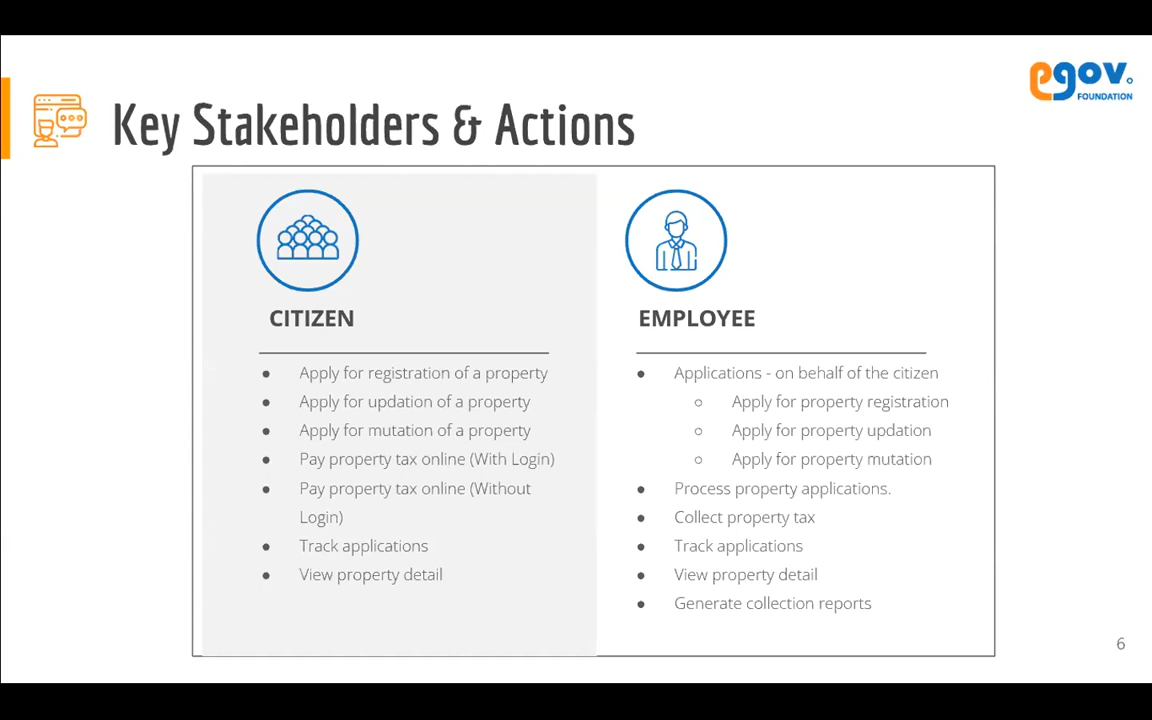 egov.
FOUNDATION
Key Stakeholders & Actions
CITIZEN
● Apply for registration of a property
● Apply for updation of a property
● Apply for mutation of a property
● Pay property tax online (With Login)
● Pay property tax online (Without
Login)
● Track applications
● View property detail
EMPLOYEE
● Applications - on behalf of the citizen
○ Apply for property registration
○ Apply for property updation
○ Apply for property mutation
● Process property applications.
● Collect property tax
● Track applications
● View property detail
● Generate collection reports
6